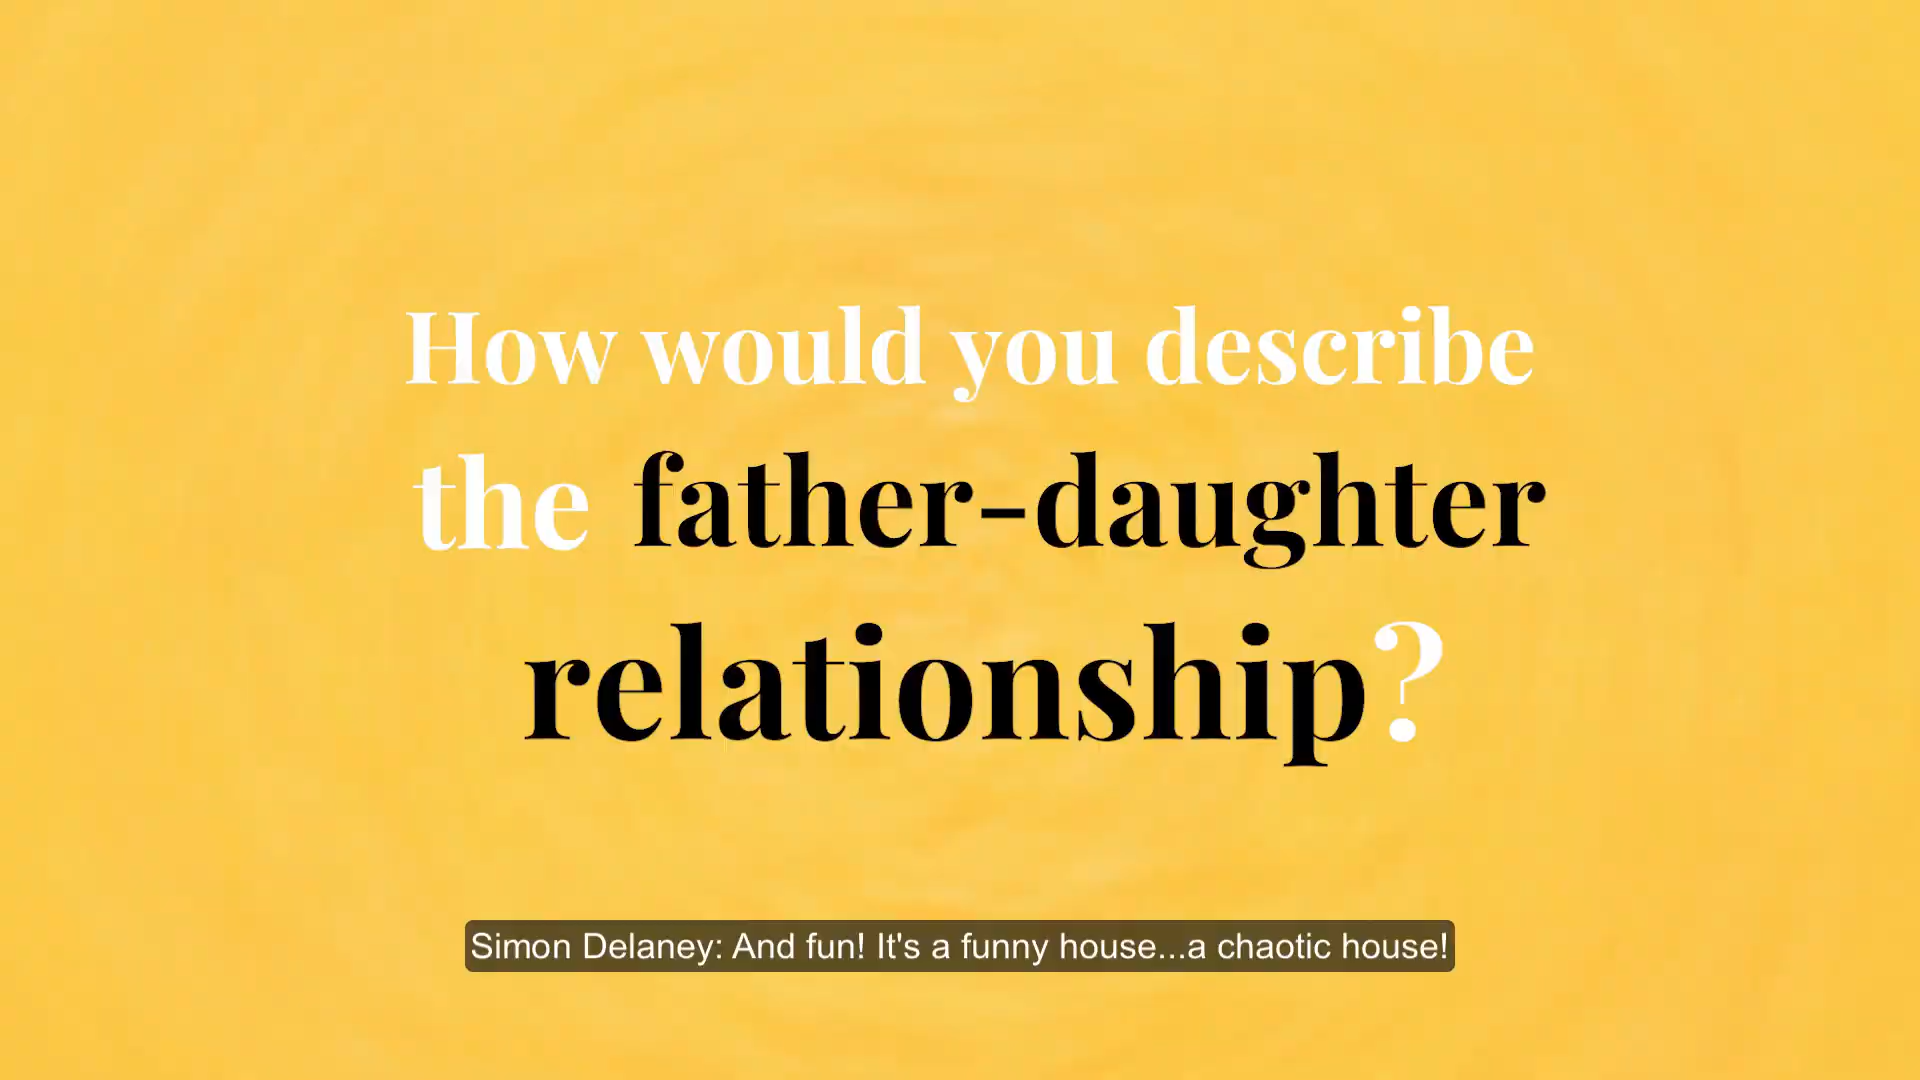 How would you describe
the father-daughter
relationship?
Simon Delaney: And fun! It's a funny house...a chaotic house!